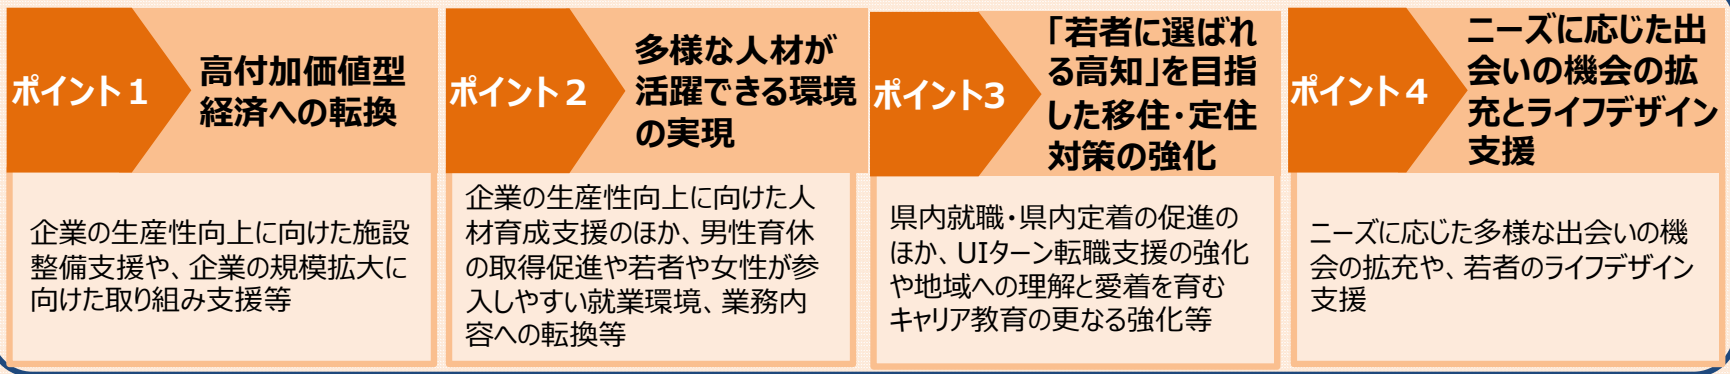 ポイント１
高付加価値型
経済への転換
企業の生産性向上に向けた施設
整備支援や、企業の規模拡大に
向けた取り組み支援等
ポイント２
多様な人材が
活躍できる環境
の実現
企業の生産性向上に向けた人
材育成支援のほか、男性育休
の取得促進や若者や女性が参
入しやすい就業環境、業務内
容への転換等
ポイント3
「若者に選ばれ
る高知」を目指
した移住・定住
対策の強化
県内就職・県内定着の促進の
ほか、UIターン転職支援の強化
や地域への理解と愛着を育む
キャリア教育の更なる強化等
ポイント４
ニーズに応じた出
会いの機会の拡
充とライフデザイン
支援
ニーズに応じた多様な出会いの機
会の拡充や、若者のライフデザイン
支援